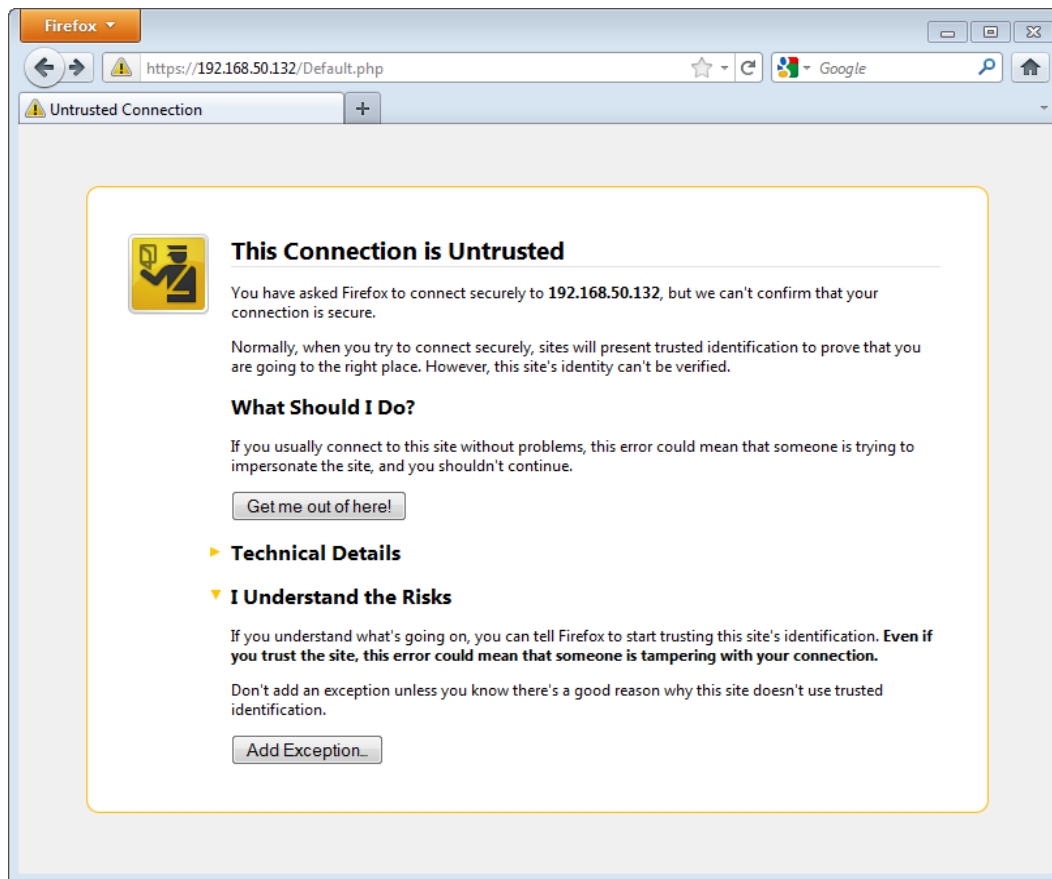 Firefox
https://192.168.50.132/Default.php
Google
Untrusted Connection
This Connection is Untrusted
You have asked Firefox to connect securely to 192.168.50.132, but we can't confirm that your
connection is secure.
Normally, when you try to connect securely, sites will present trusted identification to prove that you
are going to the right place. However, this site's identity can't be verified.
What Should I Do?
If you usually connect to this site without problems, this error could mean that someone is trying to
impersonate the site, and you shouldn't continue.
Get me out of here!
Technical Details
I Understand the Risks
If you understand what's going on, you can tell Firefox to start trusting this site's identification. Even if
you trust the site, this error could mean that someone is tampering with your connection.
Don't add an exception unless you know there's a good reason why this site doesn't use trusted
identification.
Add Exception...